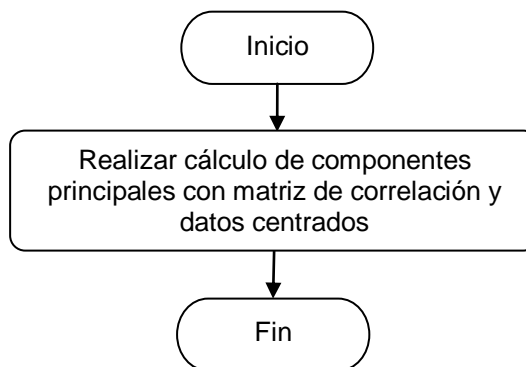 Inicio
Realizar cálculo de componentes
principales con matriz de correlación y
datos centrados
Fin